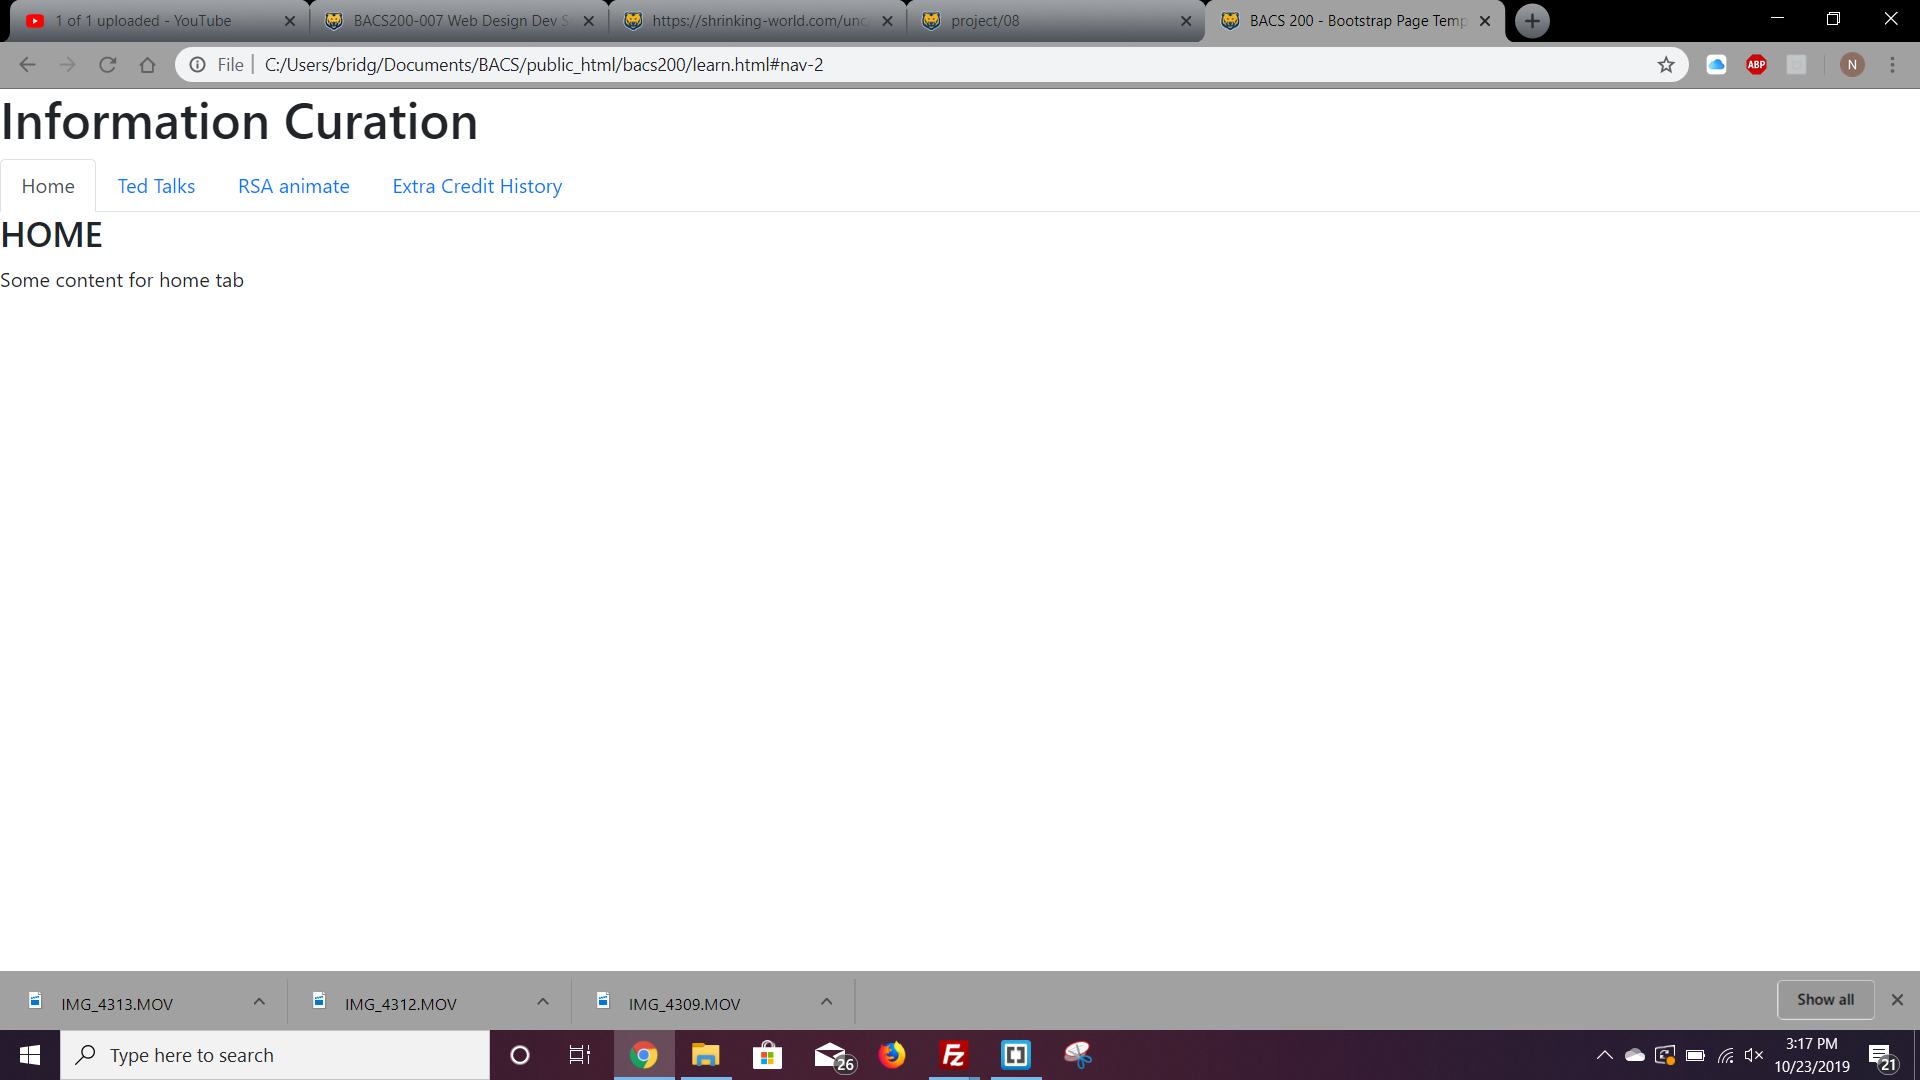 1 of 1 uploaded - YouTube
BACS200-007 Web Design Dev S
https://shrinking-world.com/unc
project/08
BACS 200 - Bootstrap Page Temp
File
C:/Users/bridg/Documents/BACS/public_html/bacs200/learn.html#nav-2
ABP
N
Information Curation
Home
Ted Talks
RSA animate
Extra Credit History
HOME
Some content for home tab
IMG_4313.MOV
IMG_4312.MOV
IMG_4309.MOV
Show all
Type here to search
26
Fz
3:17 PM
10/23/2019
21